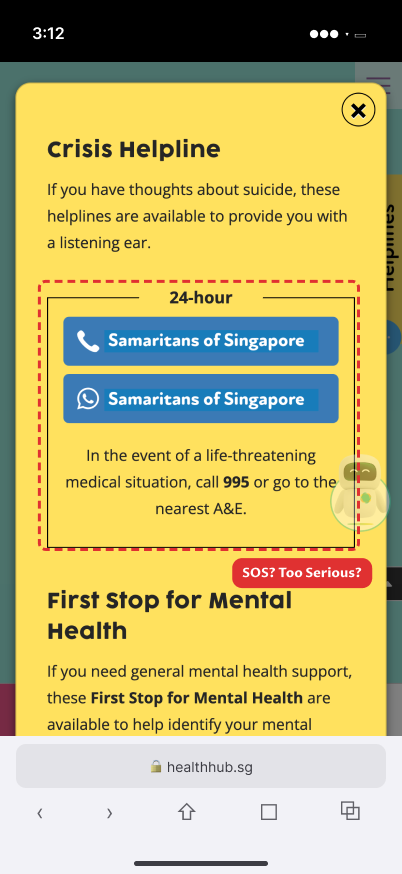 3:12
Crisis Helpline
If you have thoughts about suicide, these
helplines are available to provide you with
a listening ear.
Helplines
24-hour
Samaritans of Singapore
Samaritans of Singapore
In the event of a life-threatening
medical situation, call 995 or go to the
nearest A&E.
SOS? Too Serious?
First Stop for Mental
Health
If you need general mental health support,
these First Stop for Mental Health are
available to help identify your mental
healthhub.sg